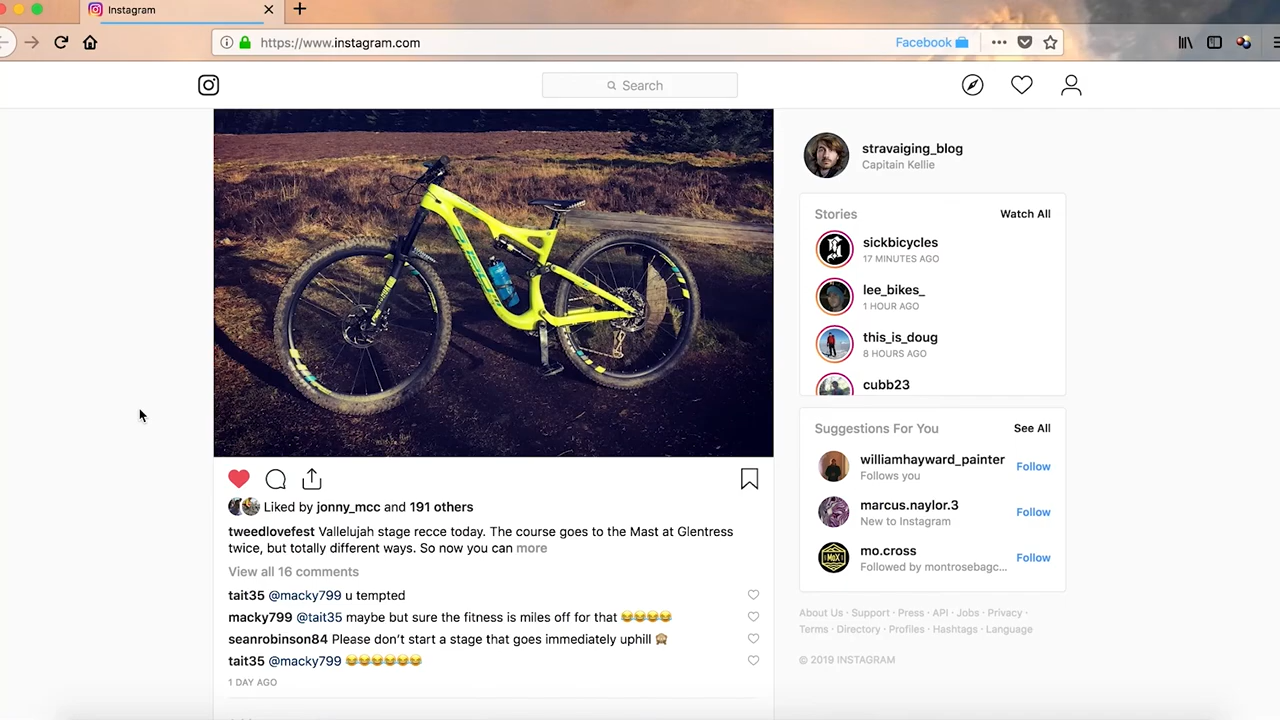 Instagram
https://www.instagram.com
Facebook
Search
stravaiging_blog
Capitain Kellie
Stories
Watch All
sickbicycles
17 MINUTES AGO
lee_bikes_
1 HOUR AGO
this_is_doug
8 HOURS AGO
cubb23
Suggestions For You
See All
williamhayward_painter
Follow
Follows you
marcus.naylor.3
Follow
New to Instagram
mo.cross
Follow
Followed by montrosebagc...
About Us · Support · Press · API · Jobs · Privacy ·
Terms · Directory · Profiles · Hashtags · Language
© 2019 INSTAGRAM
Liked by jonny_mcc and 191 others
tweedlovefest Vallelujah stage recce today. The course goes to the Mast at Glentress
twice, but totally different ways. So now you can more
View all 16 comments
tait35 @macky799 u tempted
macky799 @tait35 maybe but sure the fitness is miles off for that 😂😂😂😂
seanrobinson84 Please don't start a stage that goes immediately uphill 🙈
tait35 @macky799 😂😂😂😂😂😂
1 DAY AGO